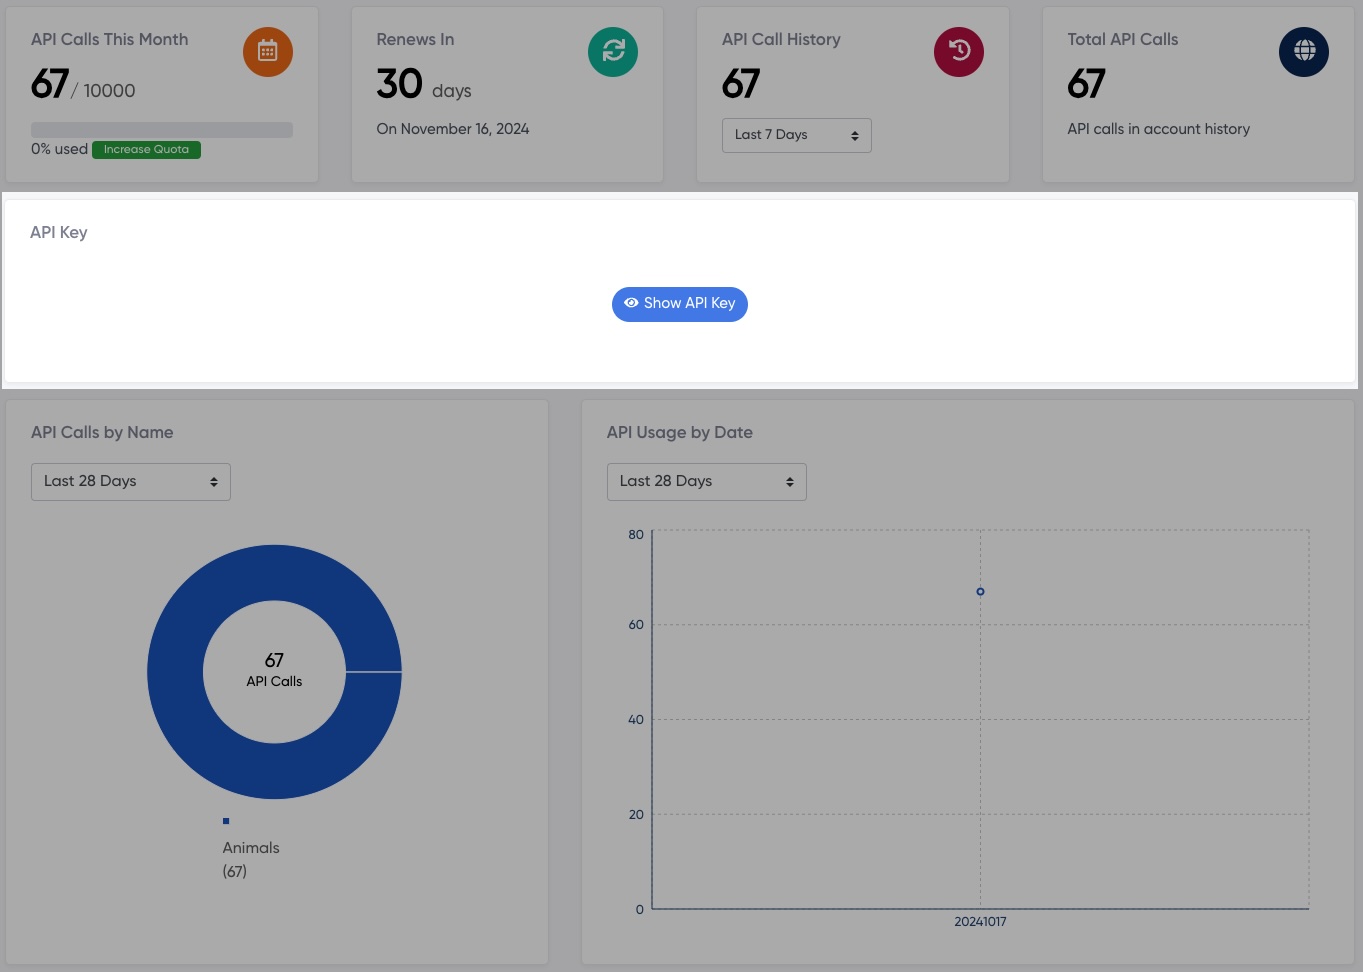 API Calls This Month
67 / 10000
0% used Increase Quota
Renews In
30 days
On November 16, 2024
API Call History
67
Last 7 Days
Total API Calls
67
API calls in account history
API Key
Show API Key
API Calls by Name
Last 28 Days
67
API Calls
Animals
(67)
API Usage by Date
Last 28 Days
80
60
40
20
0
20241017